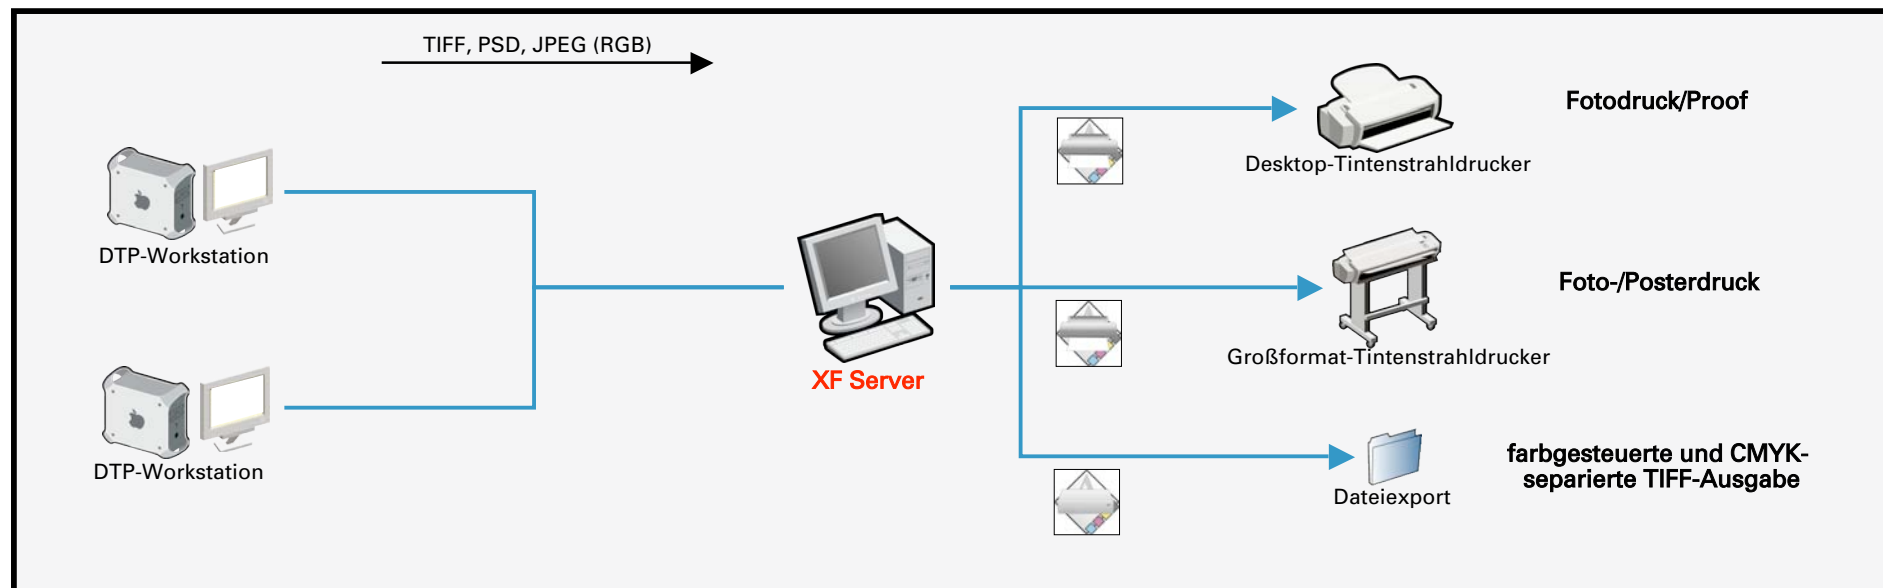 TIFF, PSD, JPEG (RGB)
Fotodruck/Proof
Desktop-Tintenstrahldrucker
DTP-Workstation
Foto-/Posterdruck
Großformat-Tintenstrahldrucker
XF Server
farbgesteuerte und CMYK-
separierte TIFF-Ausgabe
DTP-Workstation
Dateiexport